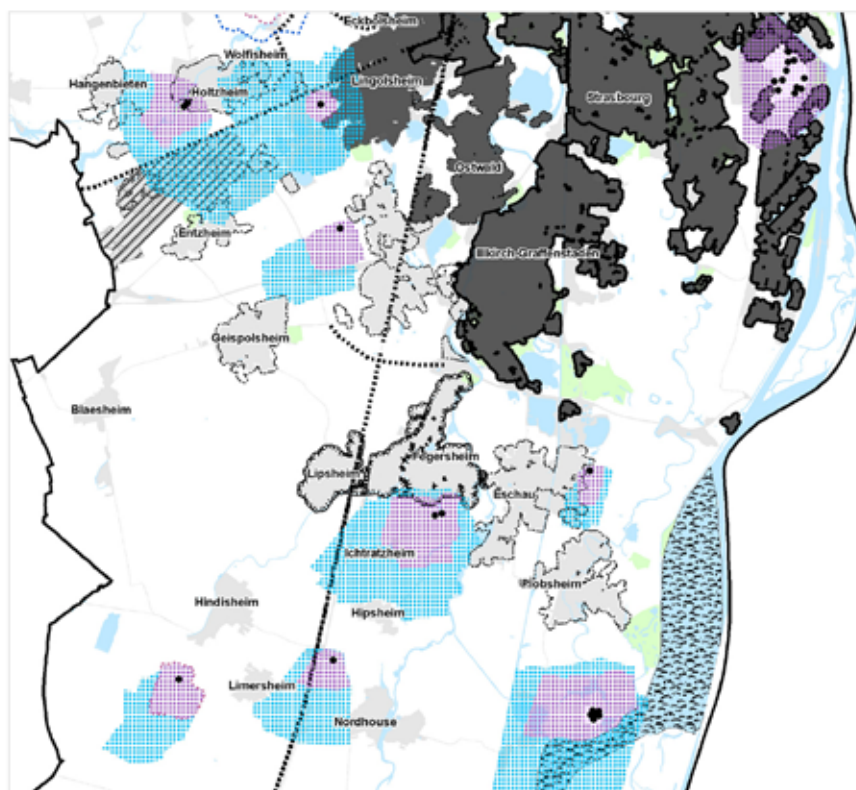 Eckbolsheim
Wolfisheim
Hangenbieten
Holtzheim
Lingolsheim
Strasbourg
Ostwald
Entzheim
Illkirch-Graffenstaden
Geispolsheim
Blaesheim
Fegersheim
Lipsheim
Eschau
Ichtratzheim
Plobsheim
Hindisheim
Hipsheim
Limersheim
Nordhouse